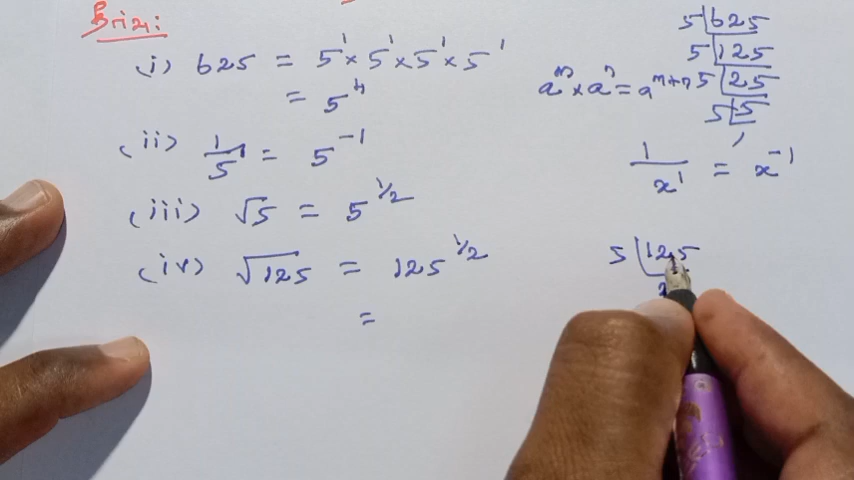 தீர்வு:
(i) 625 = 5¹ × 5¹ × 5¹ × 5¹
= 5⁴
(ii) 1/5¹ = 5⁻¹
(iii) √5 = 5^1/2
(iv) √125 = 125^1/2
=
5 | 625
5 | 125
aᵐ × aⁿ = aᵐ⁺ⁿ
5 | 25
5 | 5
1
1/x¹ = x⁻¹
5 | 125
2